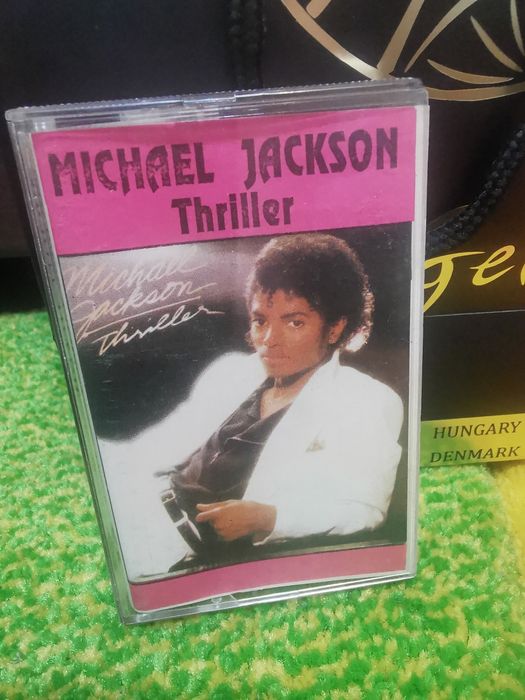 MICHAEL JACKSON
Thriller
Michael
Jackson
Thriller
HUNGARY
DENMARK